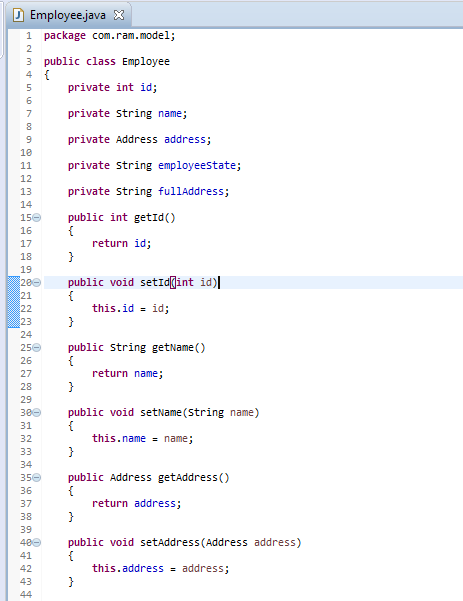 Employee.java
1 package com.ram.model;
2
3 public class Employee
4 {
5     private int id;
6
7     private String name;
8
9     private Address address;
10
11     private String employeeState;
12
13     private String fullAddress;
14
15     public int getId()
16     {
17         return id;
18     }
19
20     public void setId(int id)
21     {
22         this.id = id;
23     }
24
25     public String getName()
26     {
27         return name;
28     }
29
30     public void setName(String name)
31     {
32         this.name = name;
33     }
34
35     public Address getAddress()
36     {
37         return address;
38     }
39
40     public void setAddress(Address address)
41     {
42         this.address = address;
43     }
44